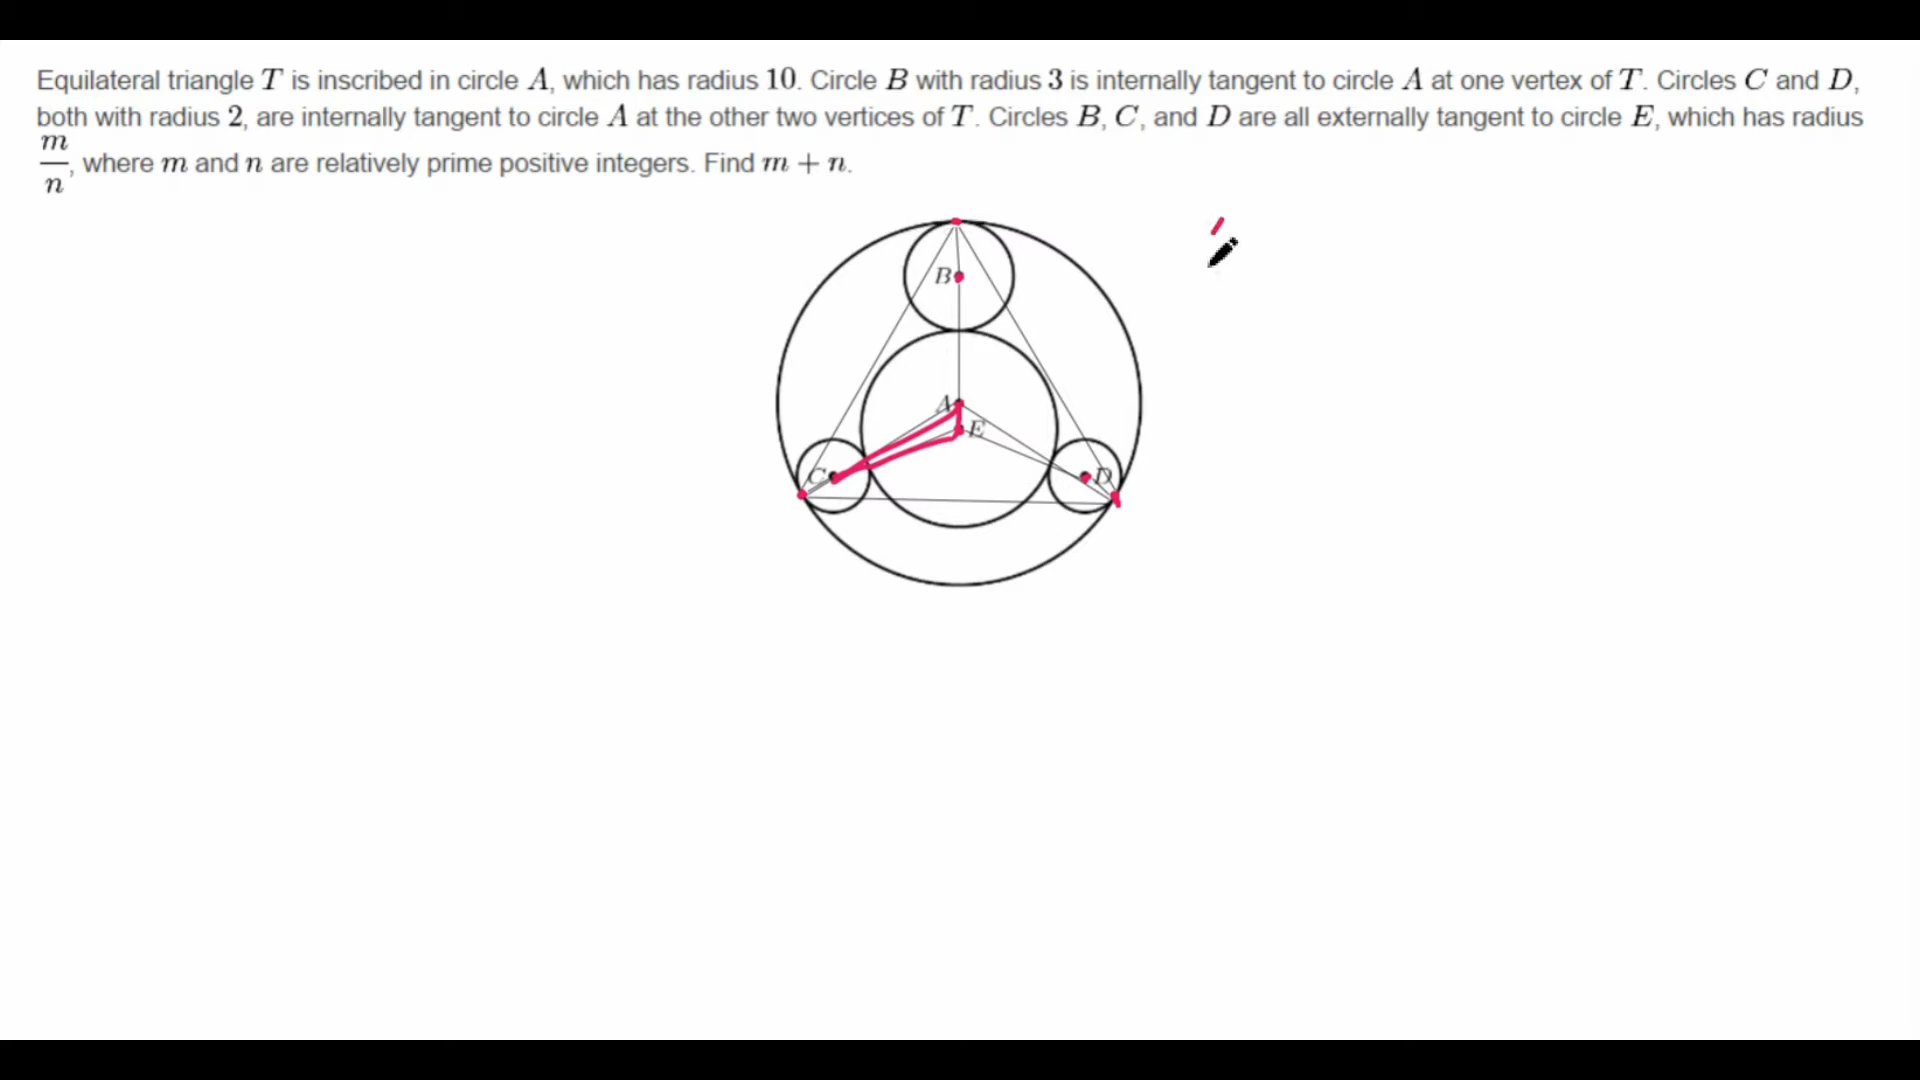 Equilateral triangle T is inscribed in circle A, which has radius 10. Circle B with radius 3 is internally tangent to circle A at one vertex of T. Circles C and D,
both with radius 2, are internally tangent to circle A at the other two vertices of T. Circles B, C, and D are all externally tangent to circle E, which has radius
m
n
, where m and n are relatively prime positive integers. Find m + n.
B
A
E
C
D